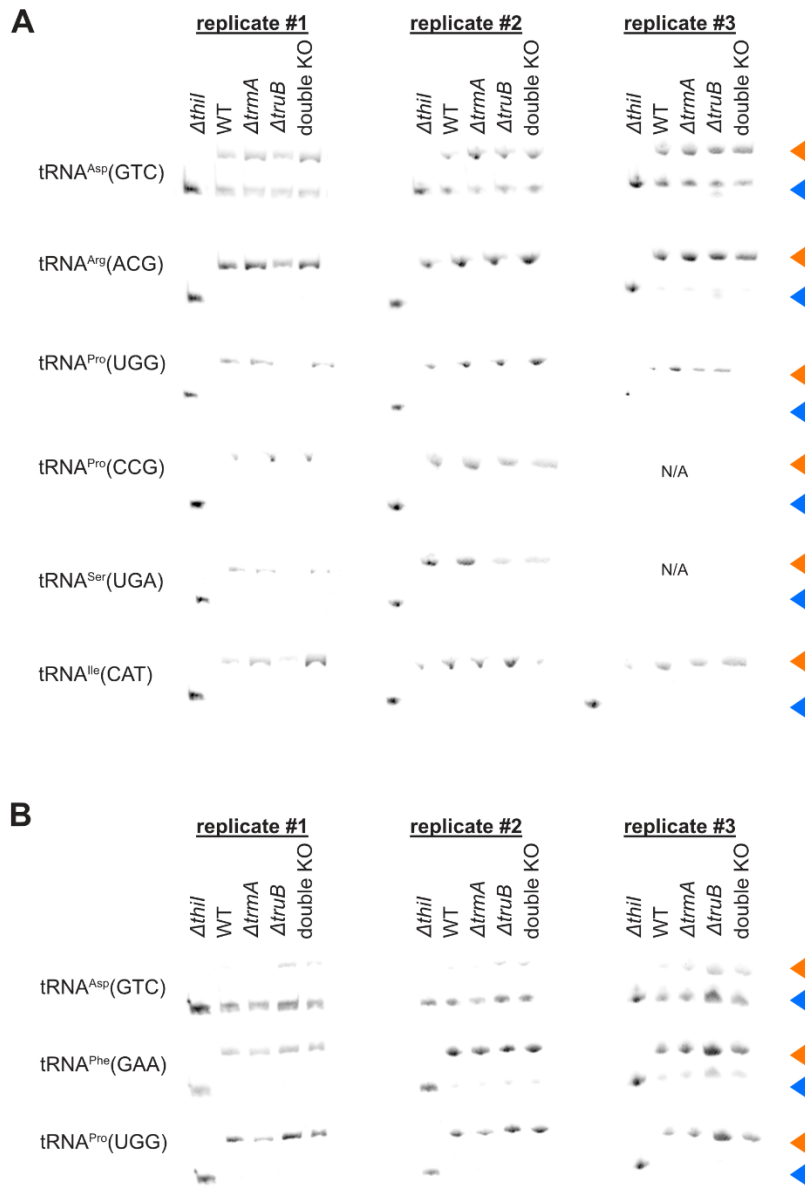 A
replicate #1 replicate #2 replicate #3
ΔthiI WT ΔtrmA ΔtruB double KO ΔthiI WT ΔtrmA ΔtruB double KO ΔthiI WT ΔtrmA ΔtruB double KO
tRNAAsp(GTC)
tRNAArg(ACG)
tRNAPro(UGG)
tRNAPro(CCG) N/A
tRNASer(UGA) N/A
tRNAIle(CAT)
B
replicate #1 replicate #2 replicate #3
ΔthiI WT ΔtrmA ΔtruB double KO ΔthiI WT ΔtrmA ΔtruB double KO ΔthiI WT ΔtrmA ΔtruB double KO
tRNAAsp(GTC)
tRNAPhe(GAA)
tRNAPro(UGG)